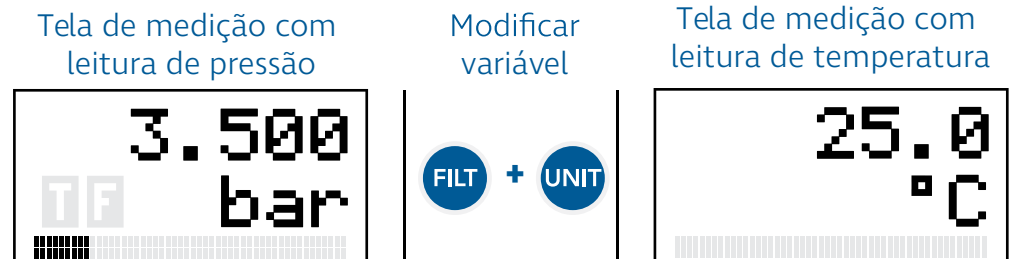 Tela de medição com
leitura de pressão
3.500
T F bar
Modificar
variável
FILT + UNIT
Tela de medição com
leitura de temperatura
25.0
°C